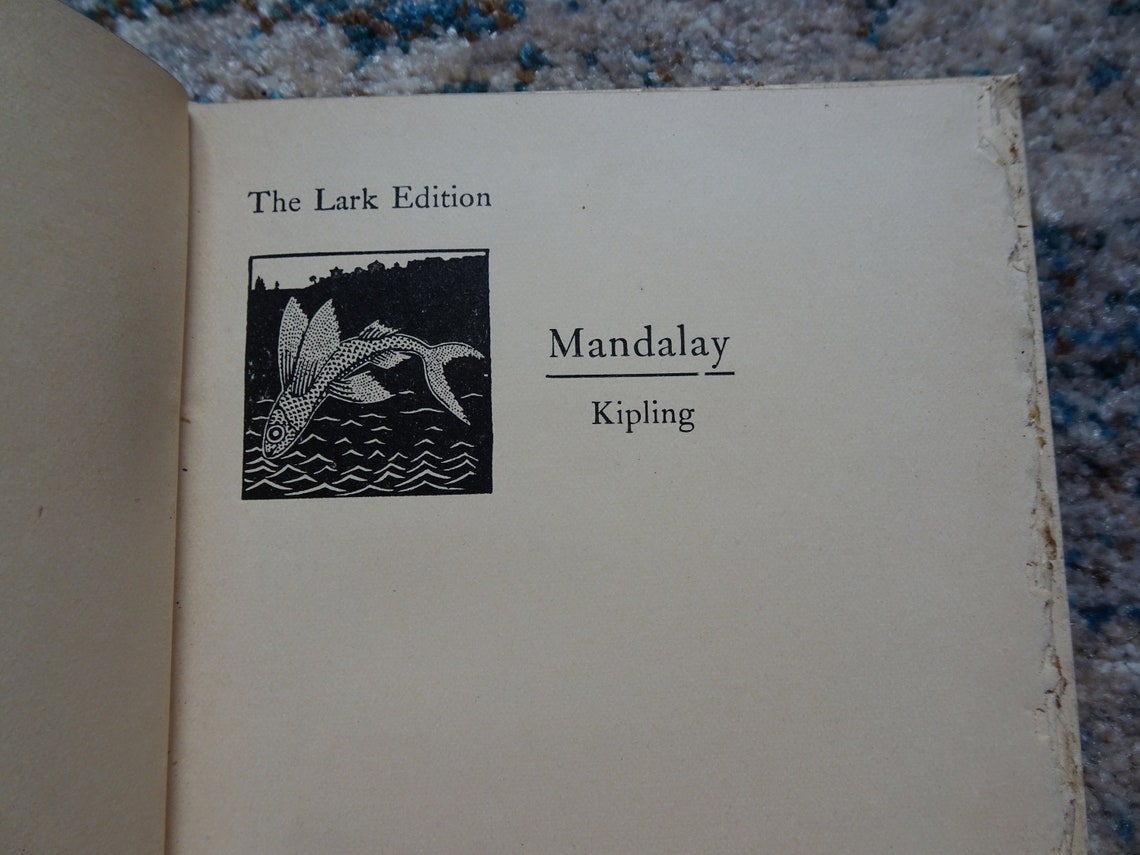 The Lark Edition
Mandalay
Kipling